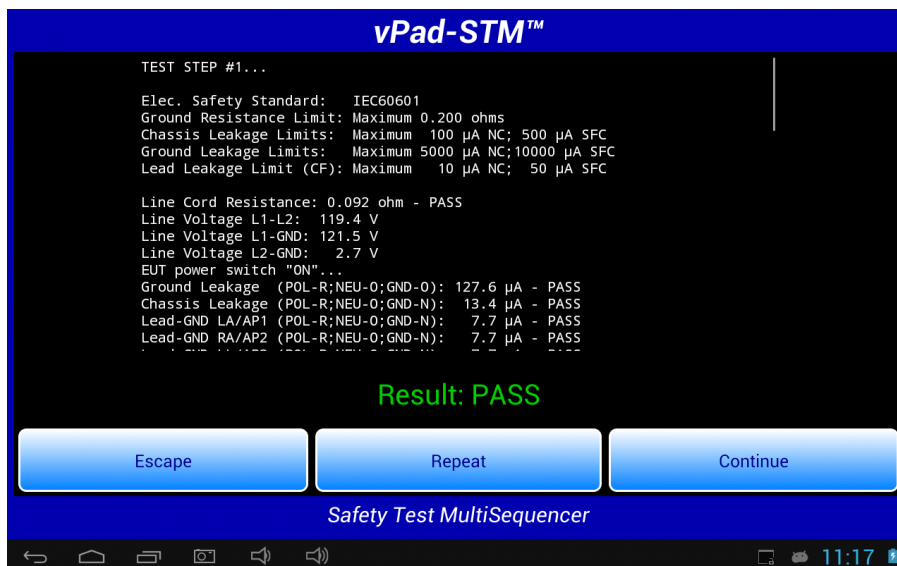 vPad-STM™
TEST STEP #1...
Elec. Safety Standard: IEC60601
Ground Resistance Limit: Maximum 0.200 ohms
Chassis Leakage Limits: Maximum 100 µA NC; 500 µA SFC
Ground Leakage Limits: Maximum 5000 µA NC;10000 µA SFC
Lead Leakage Limit (CF): Maximum 10 µA NC; 50 µA SFC
Line Cord Resistance: 0.092 ohm - PASS
Line Voltage L1-L2: 119.4 V
Line Voltage L1-GND: 121.5 V
Line Voltage L2-GND: 2.7 V
EUT power switch "ON"...
Ground Leakage (POL-R;NEU-O;GND-O): 127.6 µA - PASS
Chassis Leakage (POL-R;NEU-O;GND-N): 13.4 µA - PASS
Lead-GND LA/AP1 (POL-R;NEU-O;GND-N): 7.7 µA - PASS
Lead-GND RA/AP2 (POL-R;NEU-O;GND-N): 7.7 µA - PASS
Result: PASS
Escape Repeat Continue
Safety Test MultiSequencer
11:17